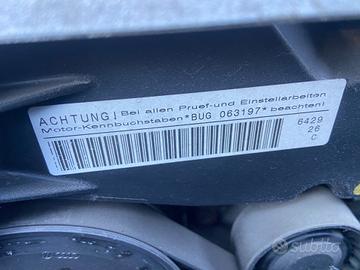 ACHTUNG! Bei allen Pruef-und Einstellarbeiten
Motor-Kennbuchstaben*BUG 063197*beachten!
6429
26
C
subito